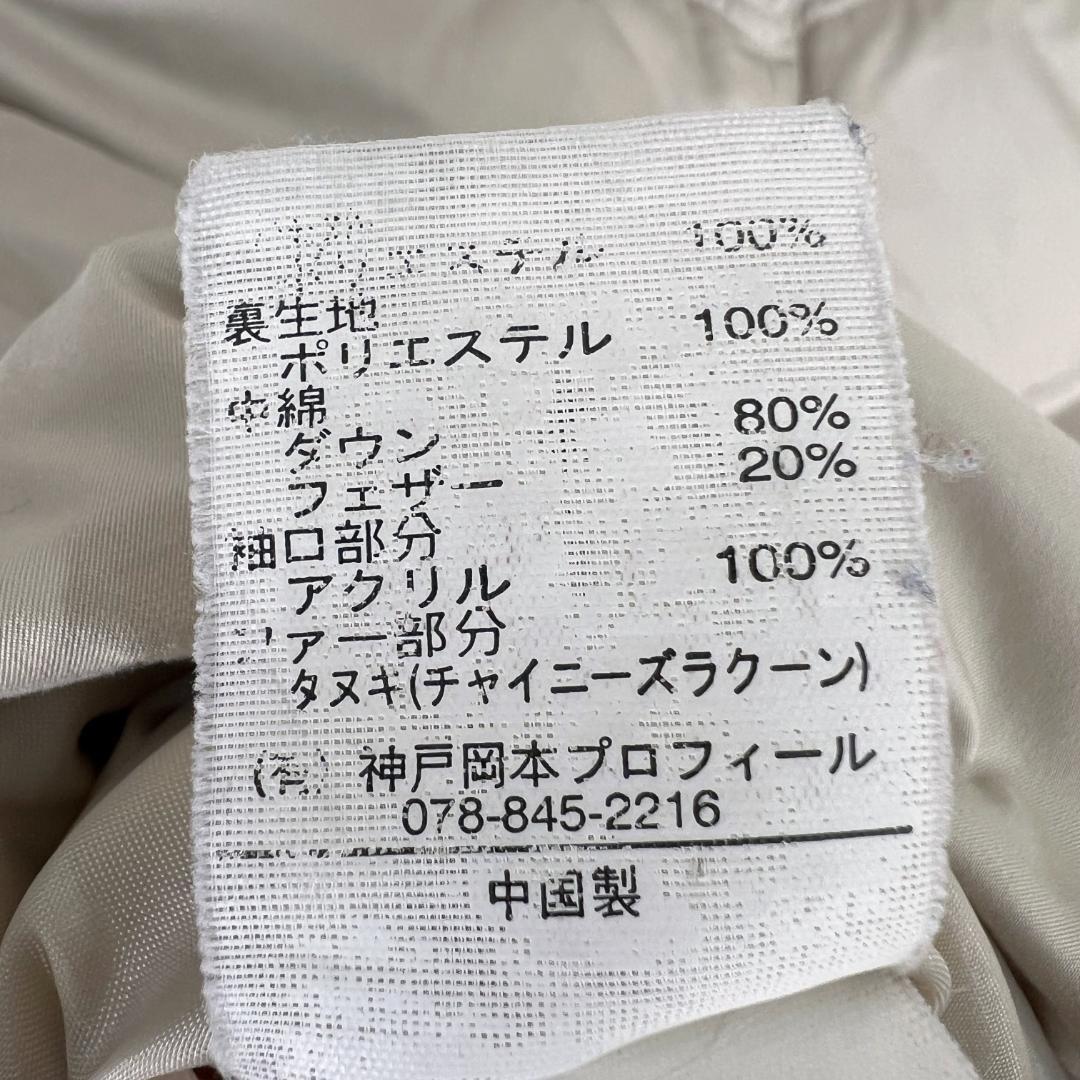 ポリエステル 100%
裏生地
ポリエステル 100%
中綿
ダウン 80%
フェザー 20%
袖口部分
アクリル 100%
ファー部分
タヌキ(チャイニーズラクーン)
(有) 神戸岡本プロフィール
078-845-2216
中国製